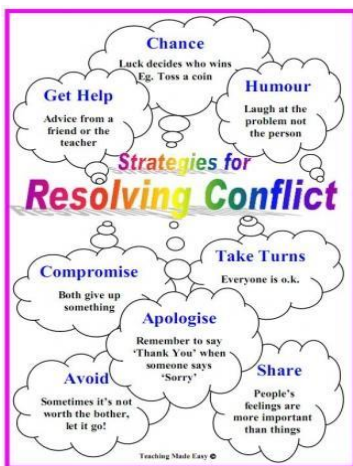 Chance
Luck decides who wins
Eg. Toss a coin
Get Help
Advice from a
friend or the
teacher
Humour
Laugh at the
problem not
the person
Strategies for
Resolving Conflict
Compromise
Both give up
something
Take Turns
Everyone is o.k.
Apologise
Remember to say
‘Thank You’ when
someone says
‘Sorry’
Avoid
Sometimes it's not
worth the bother,
let it go!
Share
People's
feelings are
more important
than things
Teaching Made Easy ©